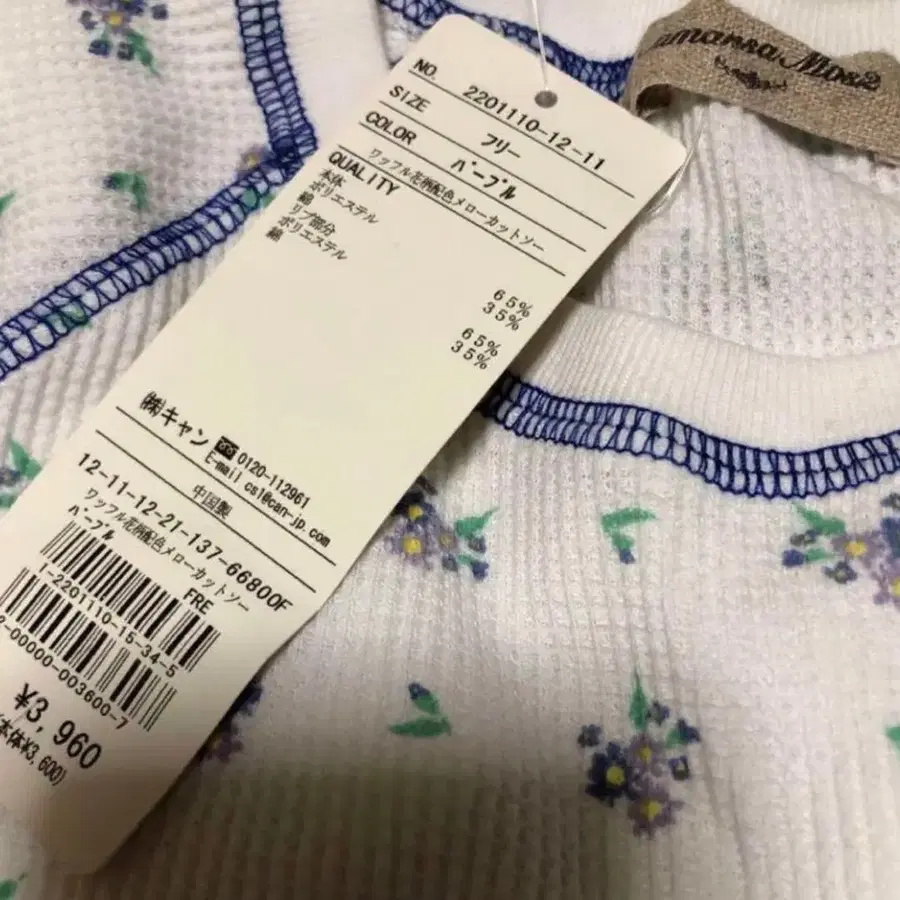 amansa Mos2
NO. 2201110-12-11
SIZE フリー
COLOR パープル
ワッフル花柄配色メローカットソー
QUALITY
本体
ポリエステル 65%
綿 35%
リブ部分
ポリエステル 65%
綿 35%
㈱キャン 0120-112961
E-mail cs1@can-jp.com
中国製
12-11-12-21-137-66800F
ワッフル花柄配色メローカットソー
パープル FRE
1-2201110-15-34-5
2-00000-003600-7
¥3,960
(本体¥3,600)